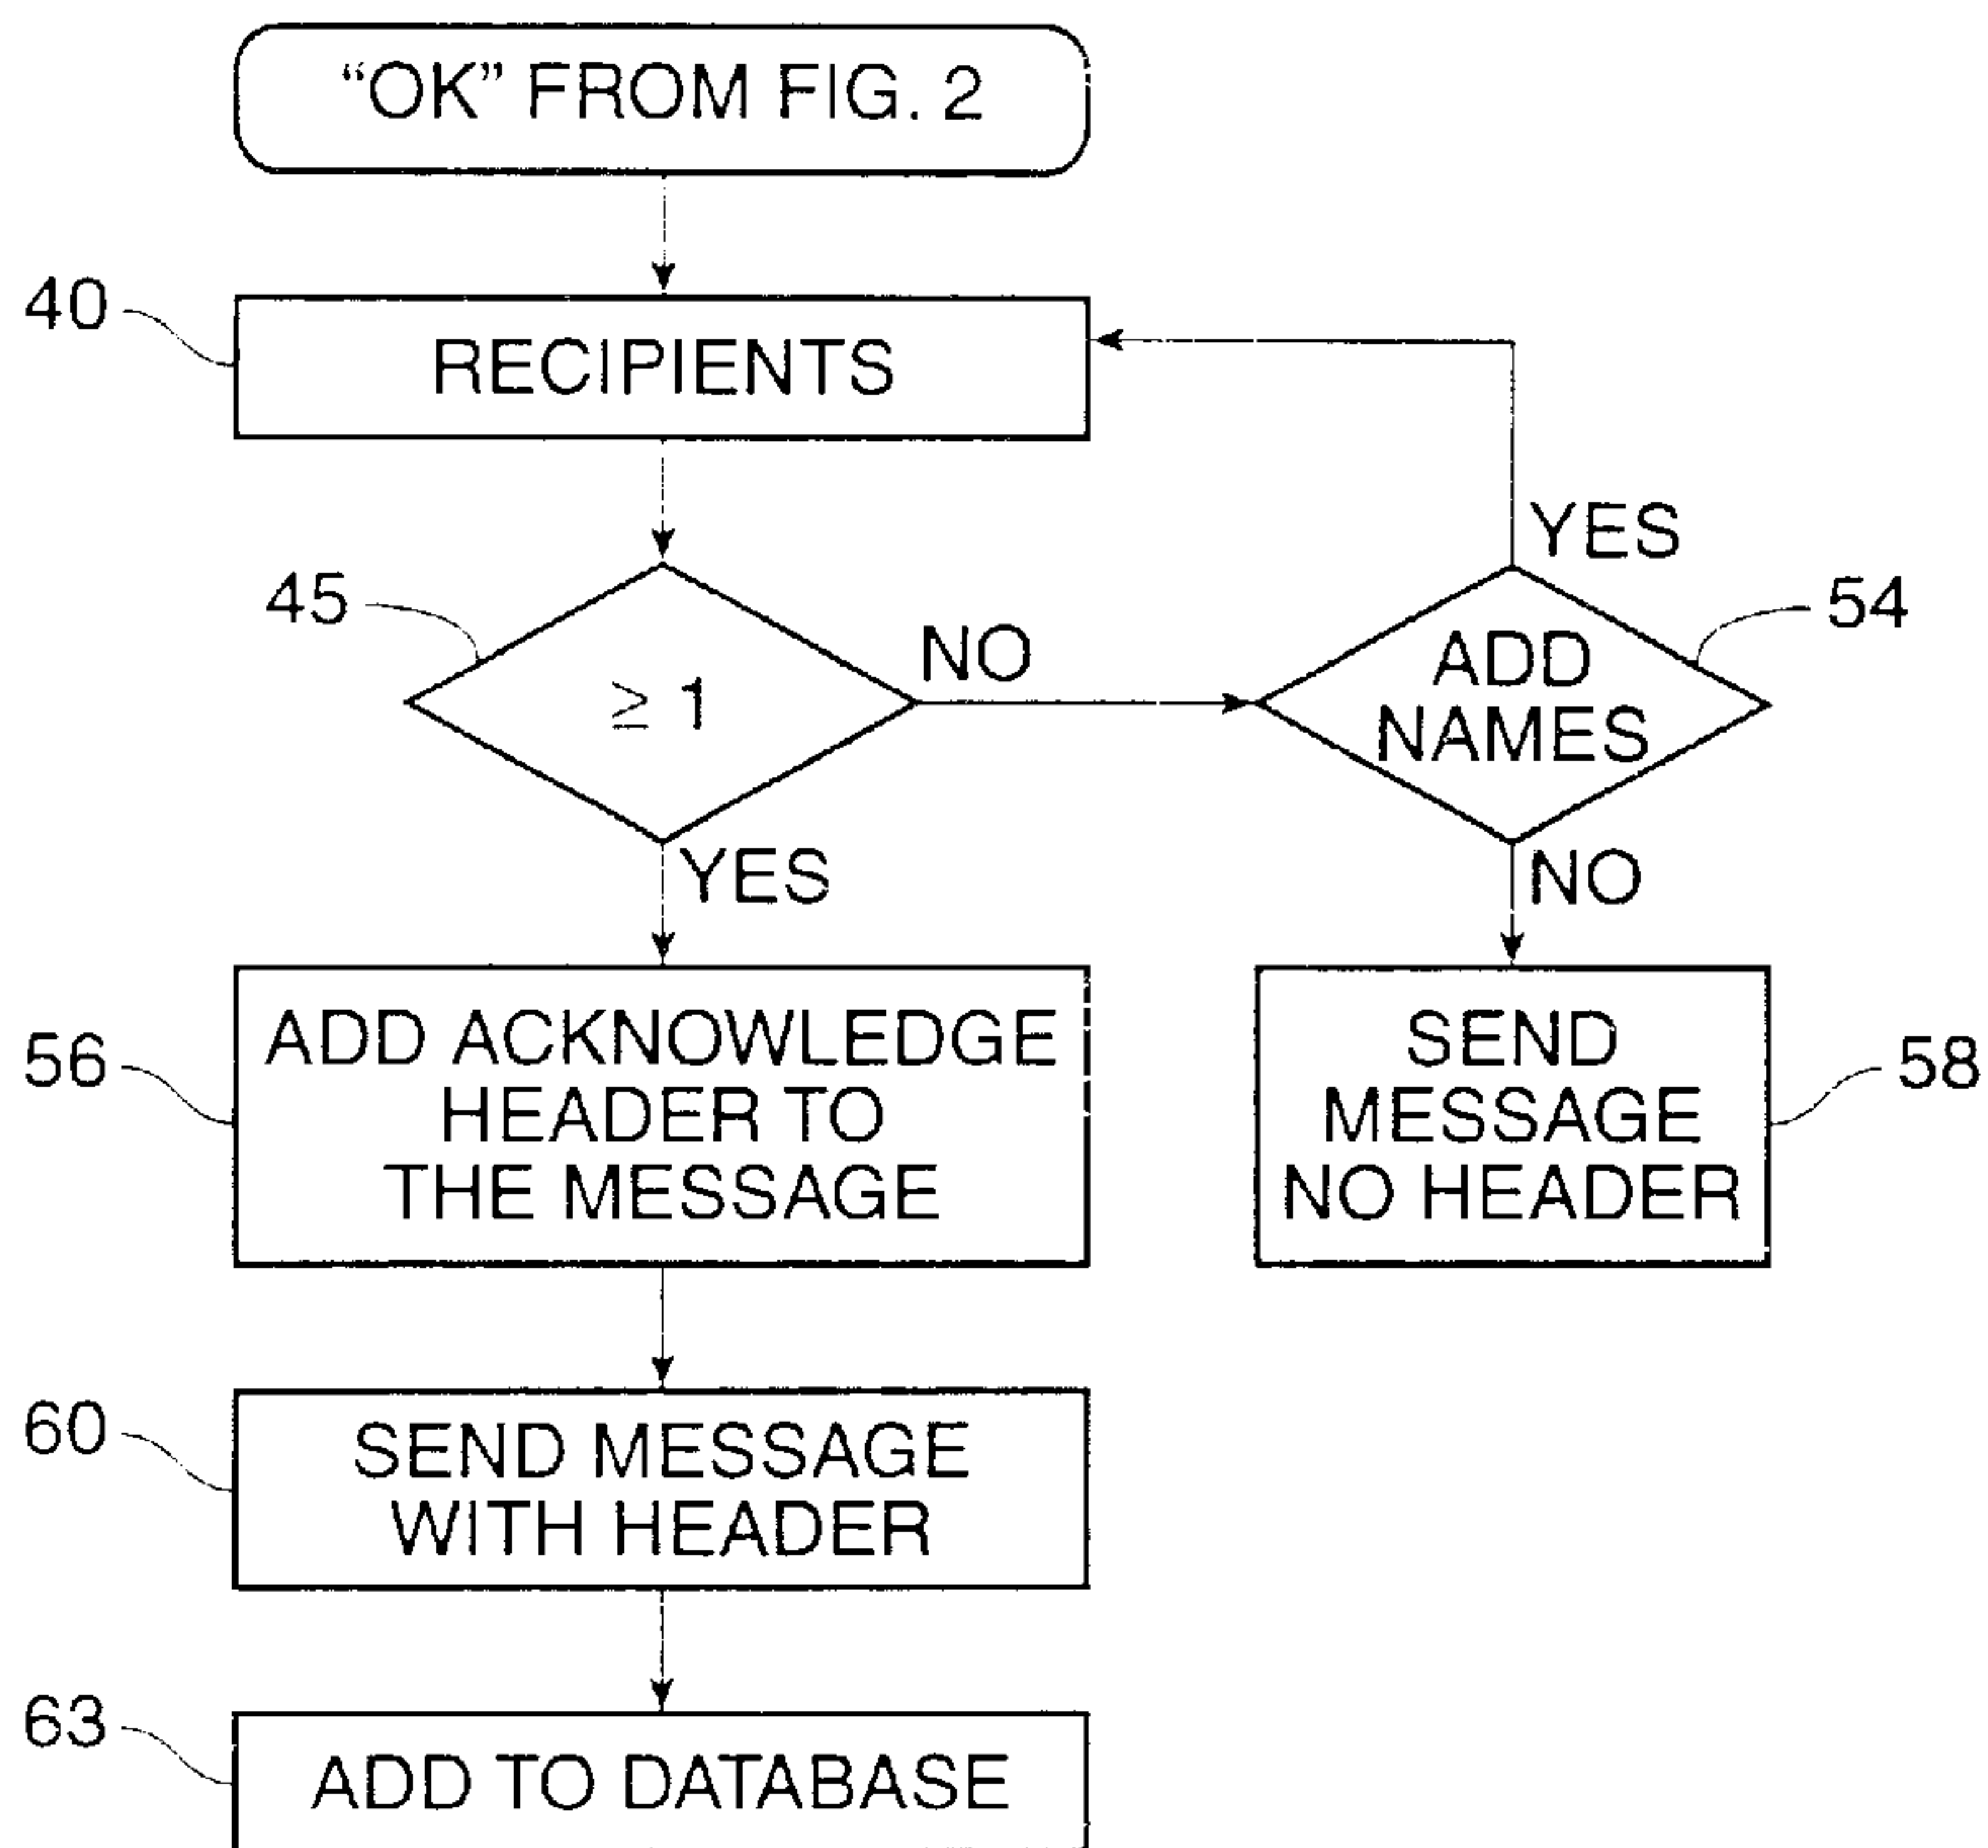 “OK” FROM FIG. 2
40
RECIPIENTS
YES
45
≥ 1
NO
ADD
NAMES
54
YES
NO
56
ADD ACKNOWLEDGE
HEADER TO
THE MESSAGE
SEND
MESSAGE
NO HEADER
58
60
SEND MESSAGE
WITH HEADER
63
ADD TO DATABASE